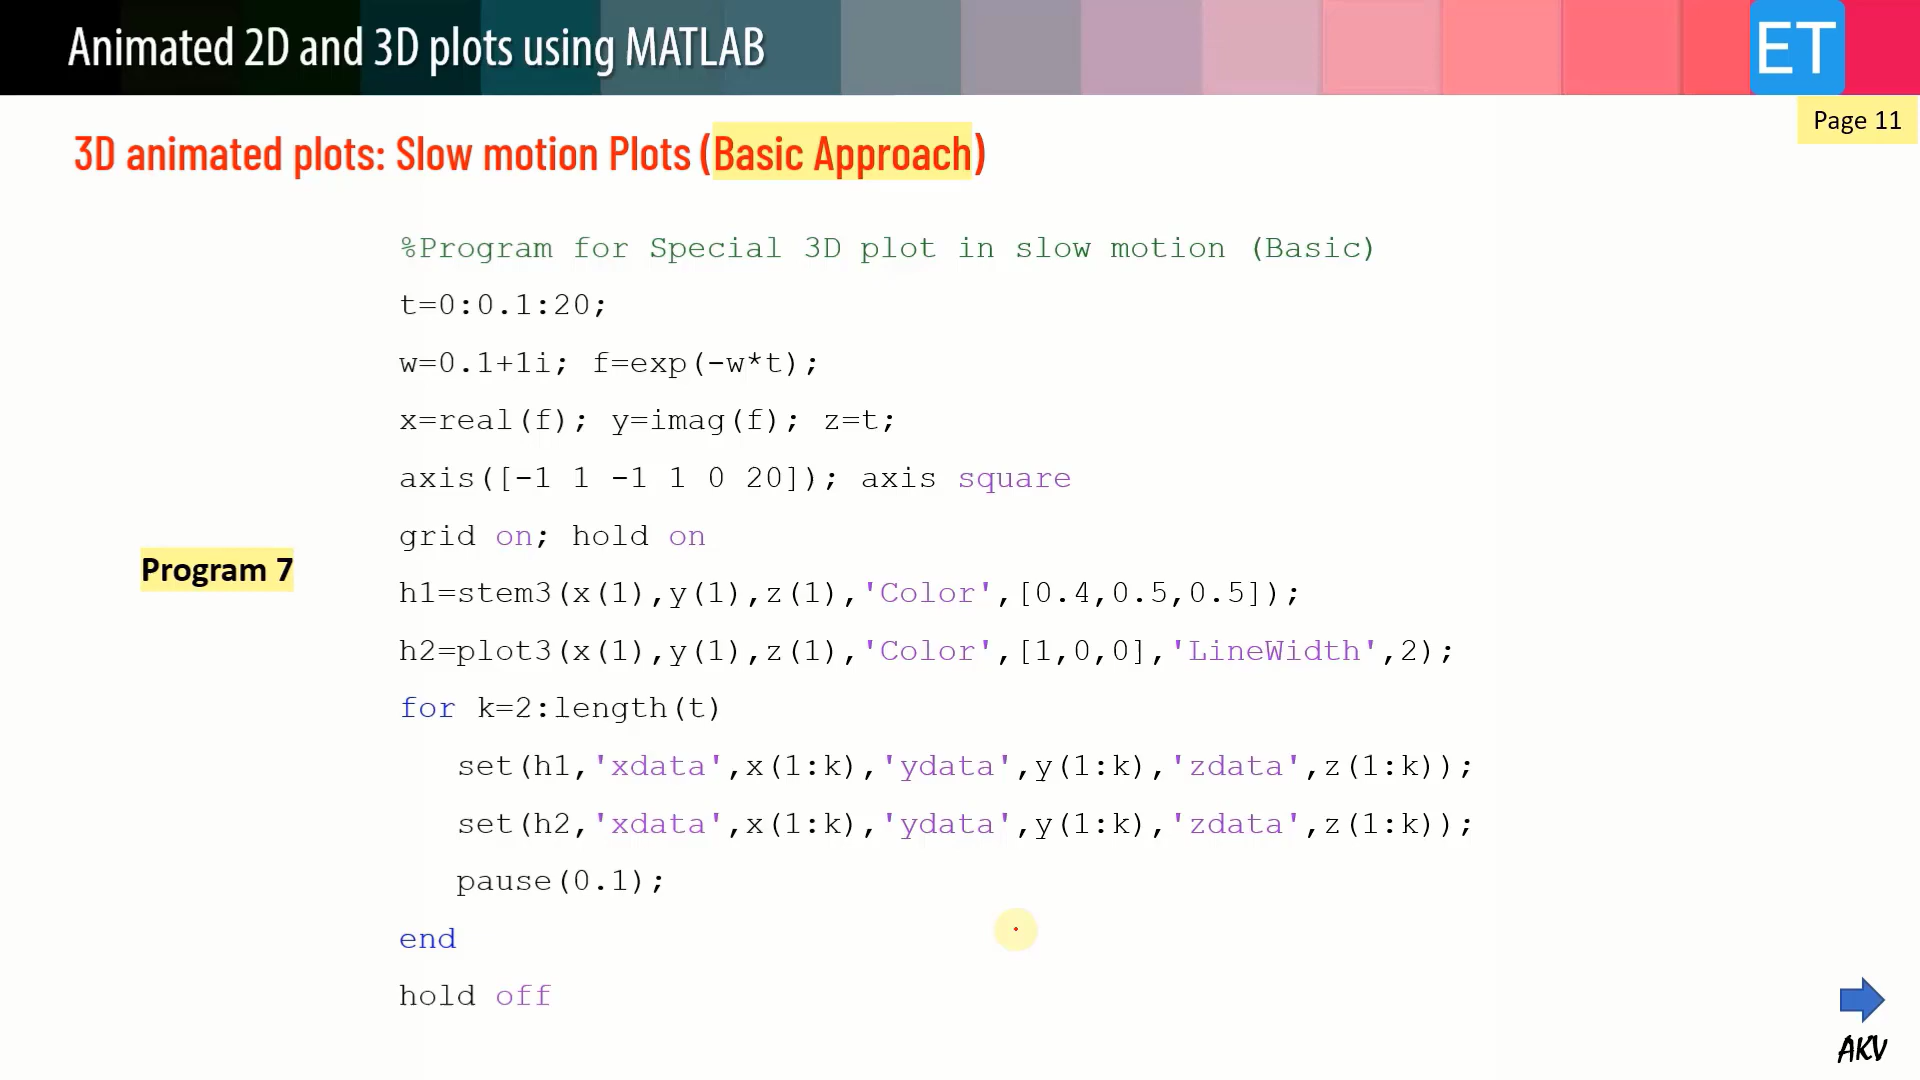 Animated 2D and 3D plots using MATLAB
ET
Page 11
3D animated plots: Slow motion Plots (Basic Approach)
%Program for Special 3D plot in slow motion (Basic)
t=0:0.1:20;
w=0.1+1i; f=exp(-w*t);
x=real(f); y=imag(f); z=t;
axis([-1 1 -1 1 0 20]); axis square
grid on; hold on
Program 7
h1=stem3(x(1),y(1),z(1),'Color',[0.4,0.5,0.5]);
h2=plot3(x(1),y(1),z(1),'Color',[1,0,0],'LineWidth',2);
for k=2:length(t)
set(h1,'xdata',x(1:k),'ydata',y(1:k),'zdata',z(1:k));
set(h2,'xdata',x(1:k),'ydata',y(1:k),'zdata',z(1:k));
pause(0.1);
end
hold off
AKV